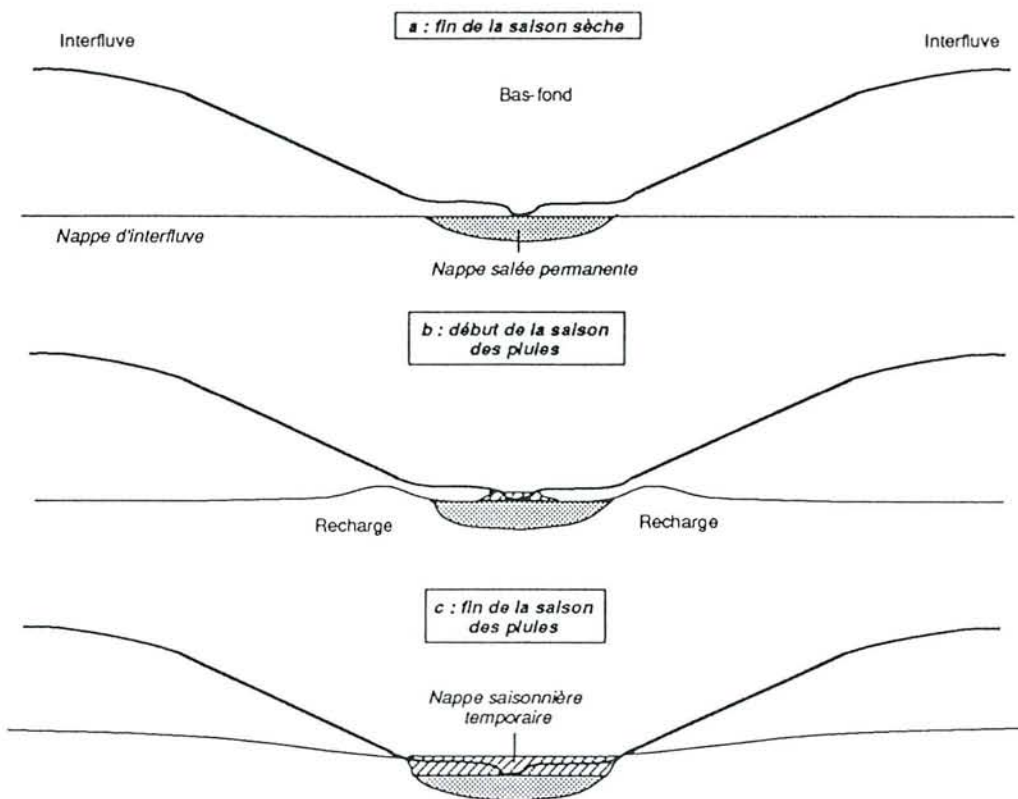 a : fin de la saison sèche
Interfluve
Interfluve
Bas-fond
Nappe d'interfluve
Nappe salée permanente
b : début de la saison
des pluies
Recharge
Recharge
c : fin de la saison
des pluies
Nappe saisonnière
temporaire